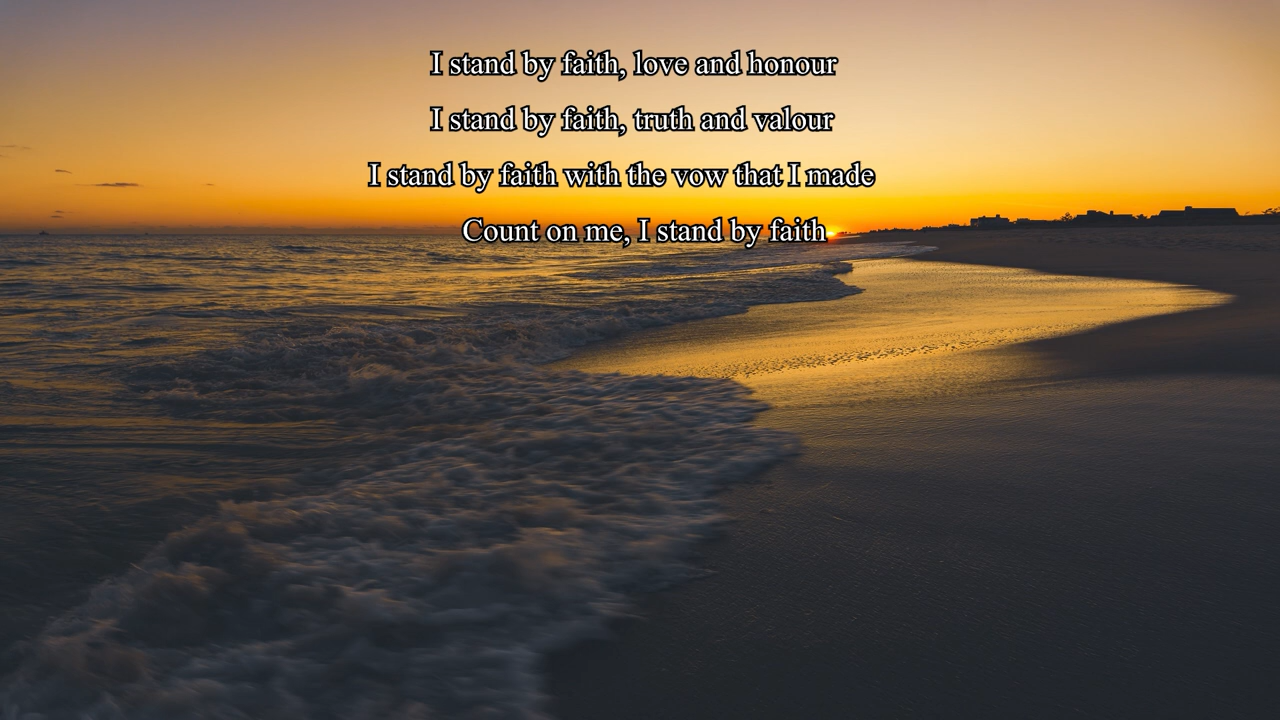 I stand by faith, love and honour
I stand by faith, truth and valour
I stand by faith with the vow that I made
Count on me, I stand by faith